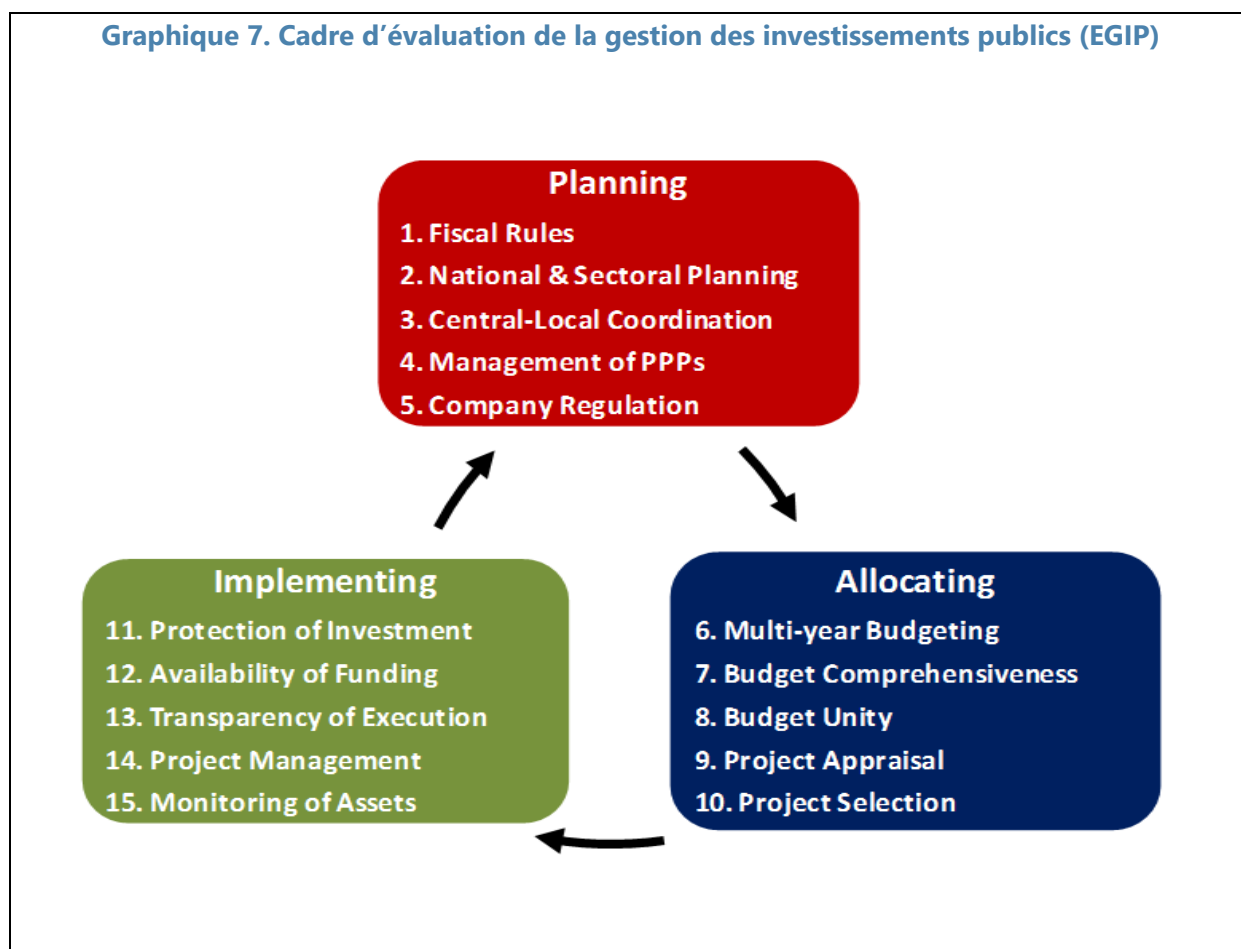 Graphique 7. Cadre d’évaluation de la gestion des investissements publics (EGIP)
Planning
1. Fiscal Rules
2. National & Sectoral Planning
3. Central-Local Coordination
4. Management of PPPs
5. Company Regulation
Implementing
11. Protection of Investment
12. Availability of Funding
13. Transparency of Execution
14. Project Management
15. Monitoring of Assets
Allocating
6. Multi-year Budgeting
7. Budget Comprehensiveness
8. Budget Unity
9. Project Appraisal
10. Project Selection